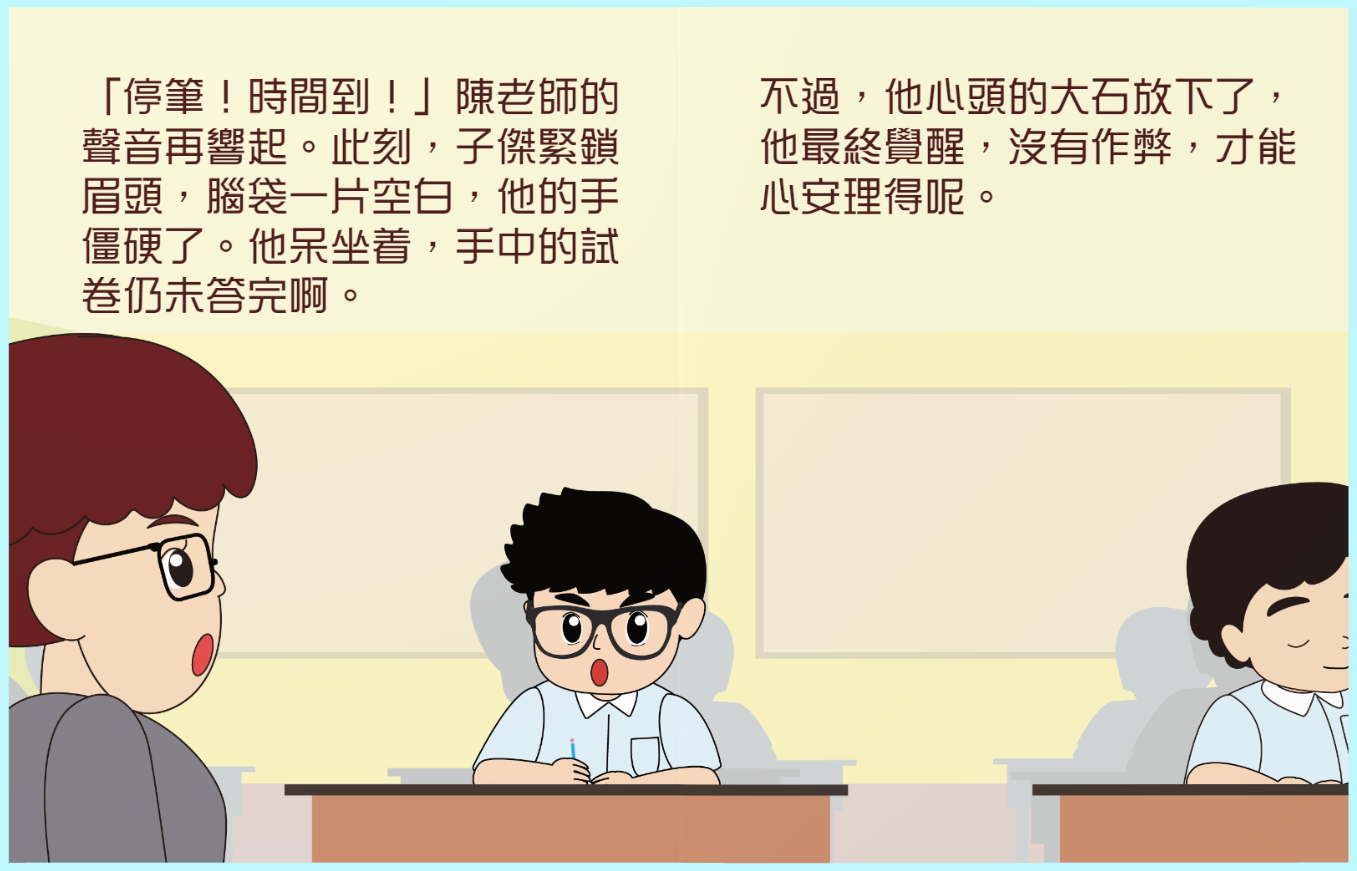 「停筆！時間到！」陳老師的
聲音再響起。此刻，子傑緊鎖
眉頭，腦袋一片空白，他的手
僵硬了。他呆坐着，手中的試
卷仍未答完啊。
不過，他心頭的大石放下了，
他最終覺醒，沒有作弊，才能
心安理得呢。